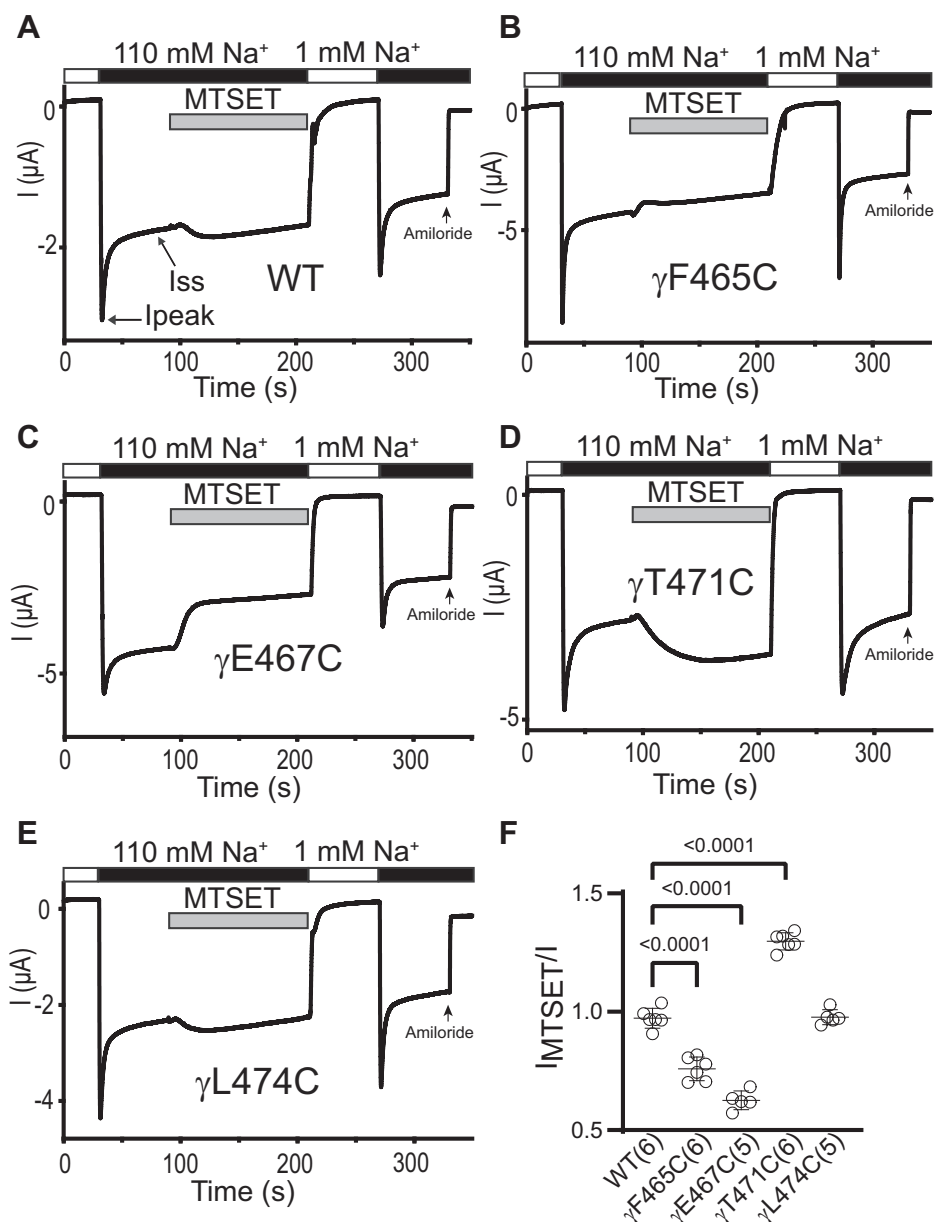 A
110 mM Na⁺ 1 mM Na⁺
MTSET
0
-2
I (µA)
Iss
Ipeak
WT
Amiloride
0 100 200 300
Time (s)
B
110 mM Na⁺ 1 mM Na⁺
MTSET
0
-5
I (µA)
γF465C
Amiloride
0 100 200 300
Time (s)
C
110 mM Na⁺ 1 mM Na⁺
MTSET
0
-5
I (µA)
γE467C
Amiloride
0 100 200 300
Time (s)
D
110 mM Na⁺ 1 mM Na⁺
MTSET
0
-5
I (µA)
γT471C
Amiloride
0 100 200 300
Time (s)
E
110 mM Na⁺ 1 mM Na⁺
MTSET
0
-2
-4
I (µA)
γL474C
Amiloride
0 100 200 300
Time (s)
F
<0.0001
<0.0001
<0.0001
1.5
1.0
0.5
IMTSET/I
WT(6)
γF465C(6)
γE467C(5)
γT471C(6)
γL474C(5)